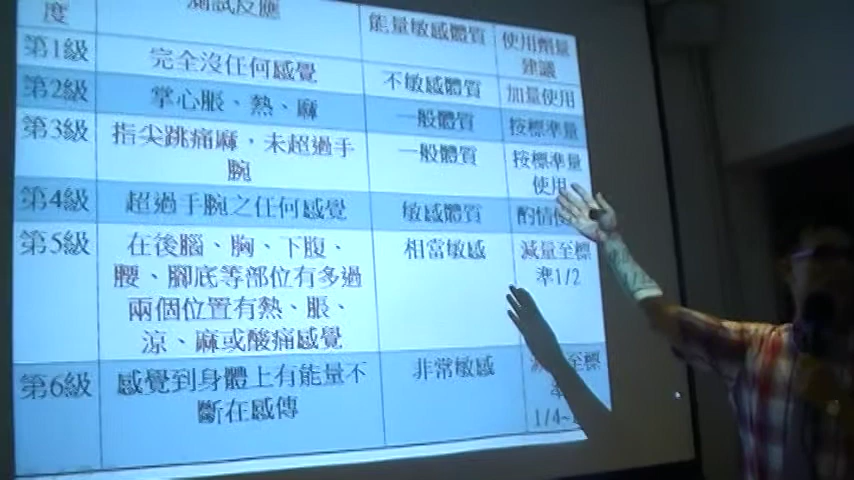 度 測試反應 能量敏感體質 使用劑量
建議
第1級 完全沒任何感覺 不敏感體質 加量使用
第2級 掌心脹、熱、麻 一般體質 按標準量
第3級 指尖跳痛麻，未超過手 一般體質 按標準量
腕 使用
第4級 超過手腕之任何感覺 敏感體質 酌情使
第5級 在後腦、胸、下腹、 相當敏感 減量至標
腰、腳底等部位有多過 準1/2
兩個位置有熱、脹、
涼、麻或酸痛感覺
第6級 感覺到身體上有能量不 非常敏感 至標
斷在感傳
1/4~